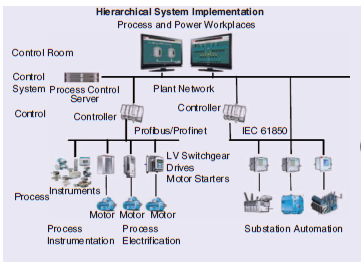 Hierarchical System Implementation
Process and Power Workplaces
Control Room
Control
System
Process Control
Server
Plant Network
Control
Controller
Controller
Profibus/Profinet
IEC 61850
LV Switchgear
Drives
Motor Starters
Process
Instruments
Motor Motor Motor
Process
Instrumentation
Process
Electrification
Substation Automation